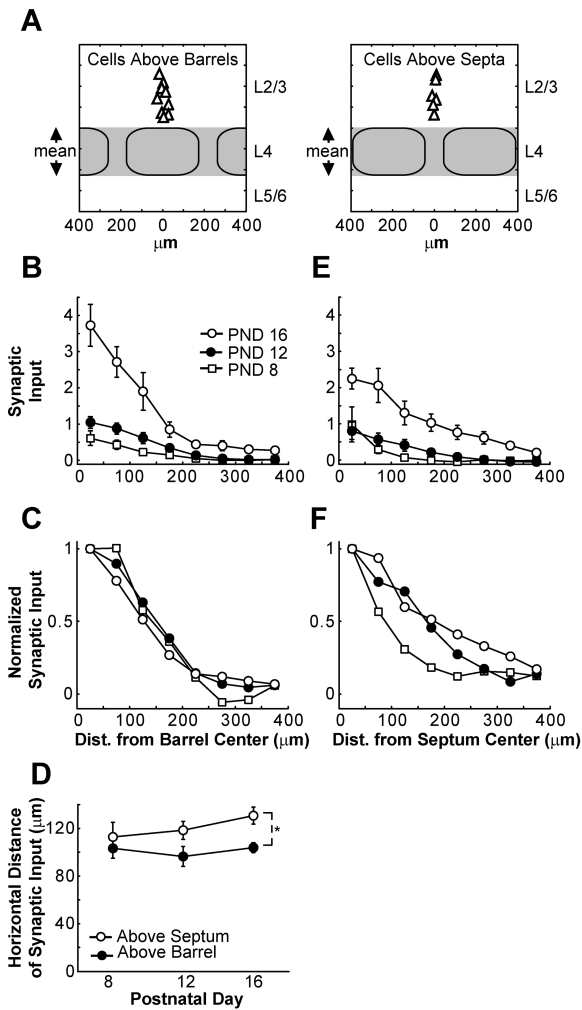 A
Cells Above Barrels
Cells Above Septa
L2/3
L2/3
mean
L4
mean
L4
L5/6
L5/6
400 200 0 200 400
400 200 0 200 400
μm
μm
B
E
4
3
2
1
0
Synaptic
Input
PND 16
PND 12
PND 8
4
3
2
1
0
0 100 200 300 400
0 100 200 300 400
C
F
1
0.5
0
Normalized
Synaptic Input
1
0.5
0
0 100 200 300 400
0 100 200 300 400
Dist. from Barrel Center (μm)
Dist. from Septum Center (μm)
D
Horizontal Distance
of Synaptic Input (μm)
120
80
40
0
*
Above Septum
Above Barrel
8 12 16
Postnatal Day